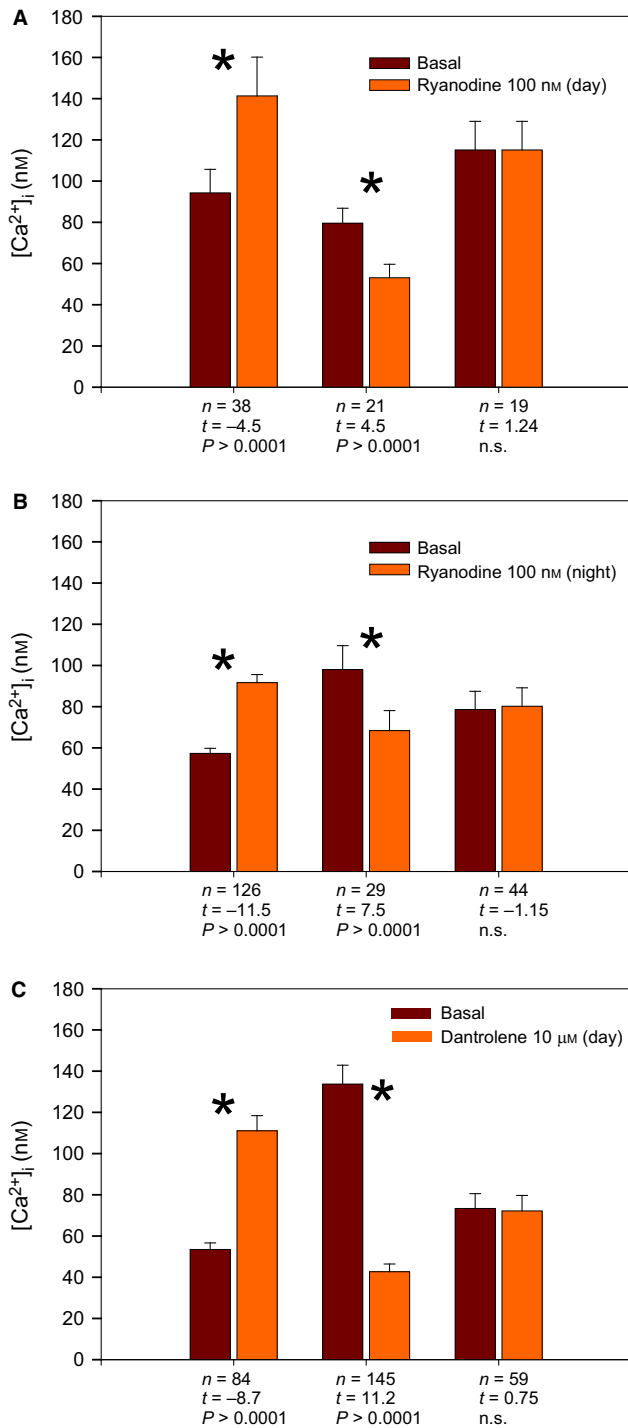 A
180
160
140
120
100
80
60
40
20
0
[Ca²⁺]ᵢ (nM)
Basal
Ryanodine 100 nM (day)
*
*
n = 38
t = –4.5
P > 0.0001
n = 21
t = 4.5
P > 0.0001
n = 19
t = 1.24
n.s.
B
180
160
140
120
100
80
60
40
20
0
[Ca²⁺]ᵢ (nM)
Basal
Ryanodine 100 nM (night)
*
*
n = 126
t = –11.5
P > 0.0001
n = 29
t = 7.5
P > 0.0001
n = 44
t = –1.15
n.s.
C
180
160
140
120
100
80
60
40
20
0
[Ca²⁺]ᵢ (nM)
Basal
Dantrolene 10 μM (day)
*
*
n = 84
t = –8.7
P > 0.0001
n = 145
t = 11.2
P > 0.0001
n = 59
t = 0.75
n.s.